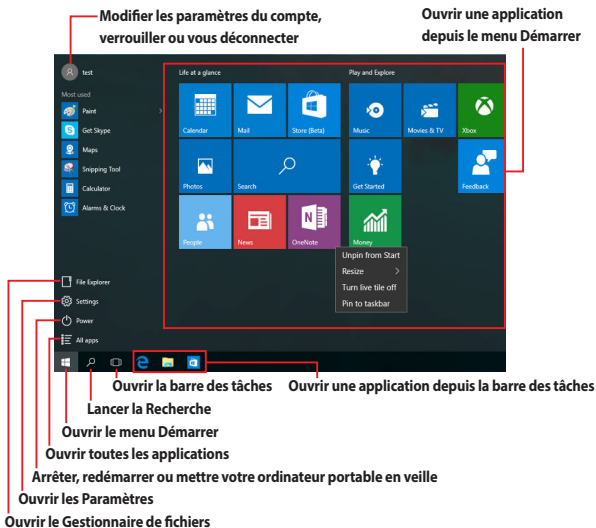 Modifier les paramètres du compte,
verrouiller ou vous déconnecter
Ouvrir une application
depuis le menu Démarrer
test
Most used
Paint
Get Skype
Maps
Snipping Tool
Calculator
Alarms & Clock
File Explorer
Settings
Power
All apps
Life at a glance
Play and Explore
Calendar
Mail
Store (Beta)
Music
Movies & TV
Xbox
Photos
Search
Get Started
Feedback
People
News
OneNote
Money
Unpin from Start
Resize
Turn live tile off
Pin to taskbar
Ouvrir la barre des tâches
Ouvrir une application depuis la barre des tâches
Lancer la Recherche
Ouvrir le menu Démarrer
Ouvrir toutes les applications
Arrêter, redémarrer ou mettre votre ordinateur portable en veille
Ouvrir les Paramètres
Ouvrir le Gestionnaire de fichiers